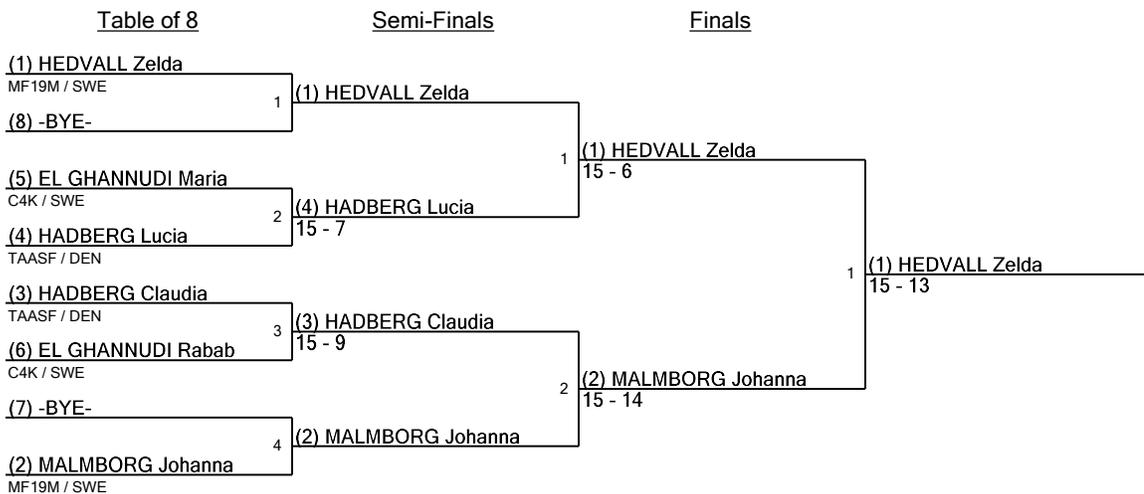 Table of 8
Semi-Finals
Finals
(1) HEDVALL Zelda
MF19M / SWE
1
(8) -BYE-
(5) EL GHANNUDI Maria
C4K / SWE
2
(4) HADBERG Lucia
TAASF / DEN
(3) HADBERG Claudia
TAASF / DEN
3
(6) EL GHANNUDI Rabab
C4K / SWE
(7) -BYE-
4
(2) MALMBORG Johanna
MF19M / SWE
(1) HEDVALL Zelda
1
(4) HADBERG Lucia
15 - 7
(3) HADBERG Claudia
15 - 9
2
(2) MALMBORG Johanna
(1) HEDVALL Zelda
15 - 6
1
(2) MALMBORG Johanna
15 - 14
(1) HEDVALL Zelda
15 - 13